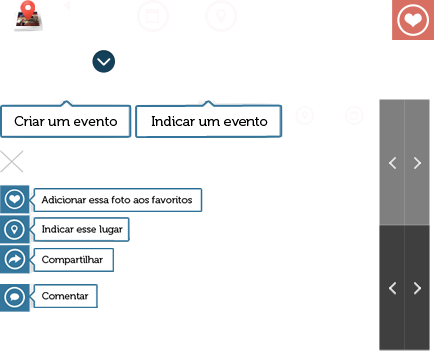 Criar um evento
Indicar um evento
Adicionar essa foto aos favoritos
Indicar esse lugar
Compartilhar
Comentar